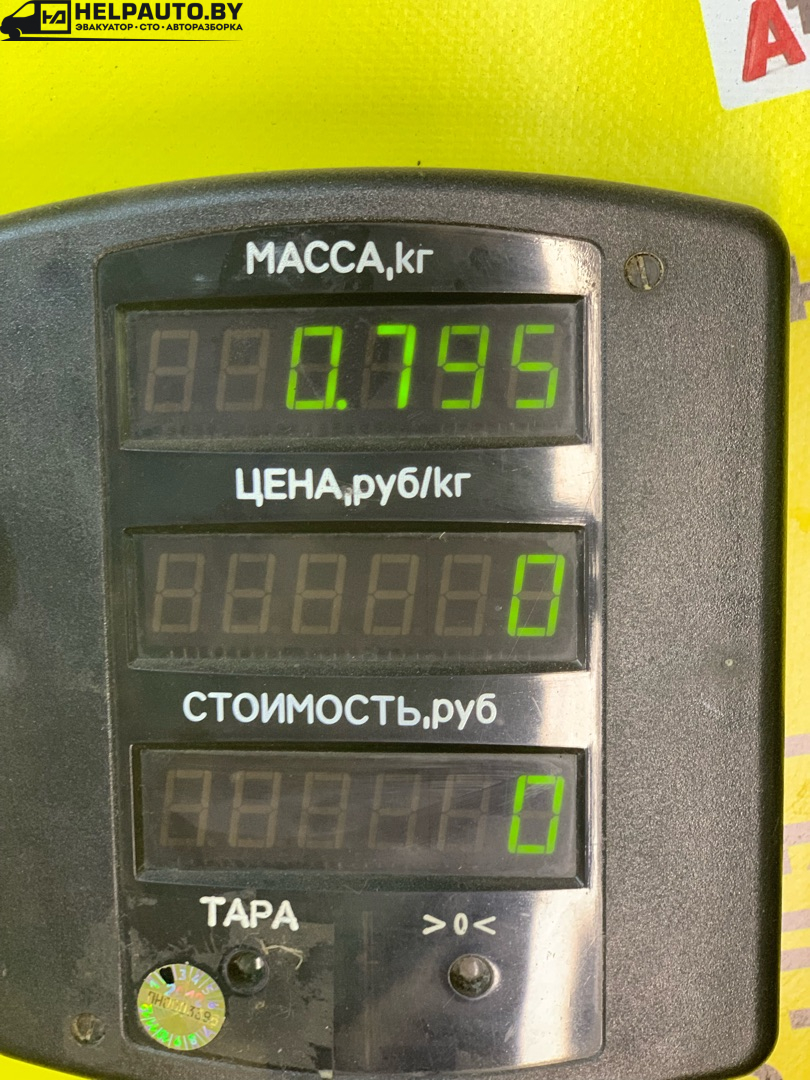 HELPAUTO.BY
ЭВАКУАТОР • СТО • АВТОРАЗБОРКА
МАССА,кг
0.795
ЦЕНА,руб/кг
0
СТОИМОСТЬ,руб
0
ТАРА
>0<